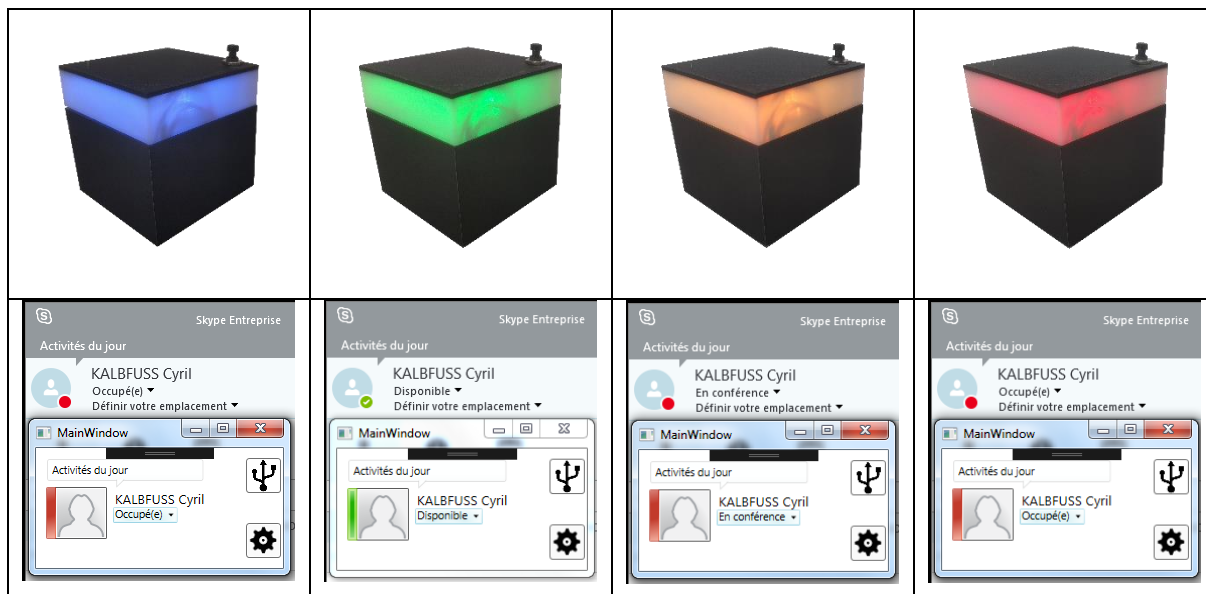 Skype Entreprise
Activités du jour
KALBFUSS Cyril
Occupé(e)
Définir votre emplacement
MainWindow
Activités du jour
KALBFUSS Cyril
Occupé(e)
Skype Entreprise
Activités du jour
KALBFUSS Cyril
Disponible
Définir votre emplacement
MainWindow
Activités du jour
KALBFUSS Cyril
Disponible
Skype Entreprise
Activités du jour
KALBFUSS Cyril
En conférence
Définir votre emplacement
MainWindow
Activités du jour
KALBFUSS Cyril
En conférence
Skype Entreprise
Activités du jour
KALBFUSS Cyril
Occupé(e)
Définir votre emplacement
MainWindow
Activités du jour
KALBFUSS Cyril
Occupé(e)